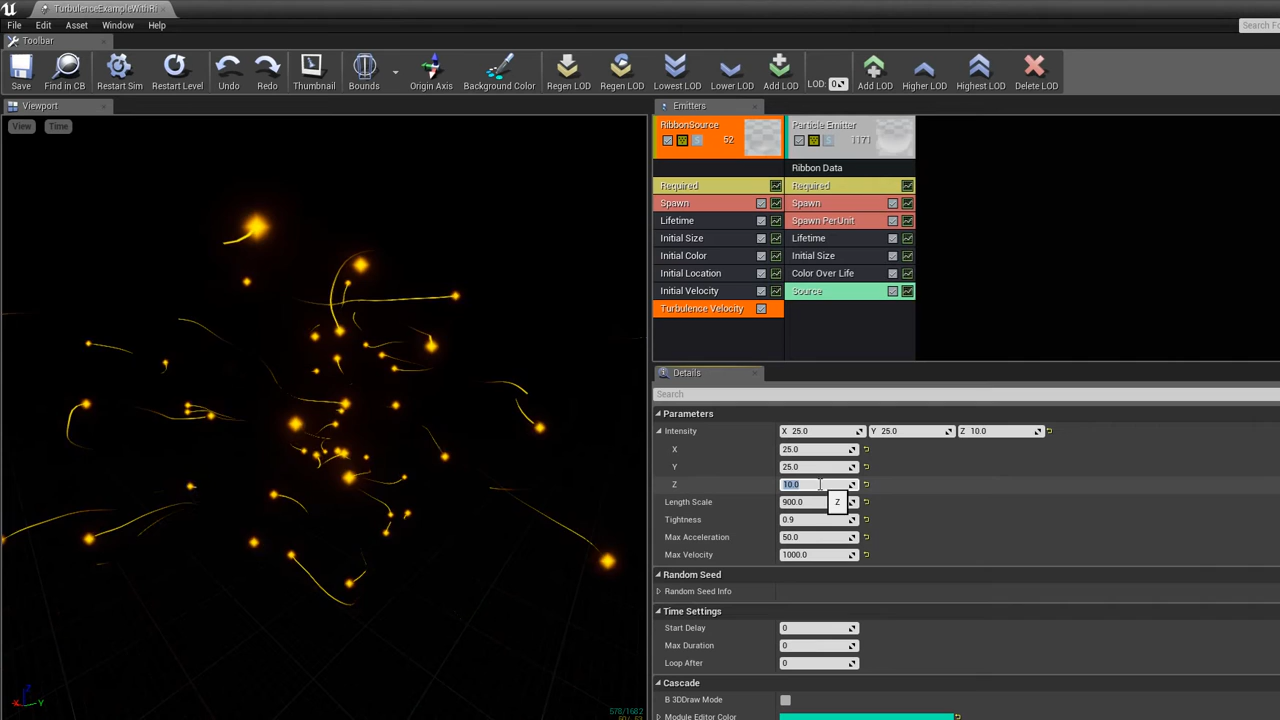 TurbulenceExampleWithRi
File Edit Asset Window Help
Search Fo
Toolbar
Save Find in CB Restart Sim Restart Level Undo Redo Thumbnail Bounds Origin Axis Background Color Regen LOD Regen LOD Lowest LOD Lower LOD Add LOD LOD: 0 Add LOD Higher LOD Highest LOD Delete LOD
Viewport
View Time
Emitters
RibbonSource 52
Particle Emitter 1171
Ribbon Data
Required Required
Spawn Spawn
Lifetime Spawn PerUnit
Initial Size Lifetime
Initial Color Initial Size
Initial Location Color Over Life
Initial Velocity Source
Turbulence Velocity
Details
Search
Parameters
Intensity X 25.0 Y 25.0 Z 10.0
X 25.0
Y 25.0
Z 10.0
Length Scale 900.0
Z
Tightness 0.9
Max Acceleration 50.0
Max Velocity 1000.0
Random Seed
Random Seed Info
Time Settings
Start Delay 0
Max Duration 0
Loop After 0
Cascade
B 3DDraw Mode
Module Editor Color
Z
X Y
578/1682